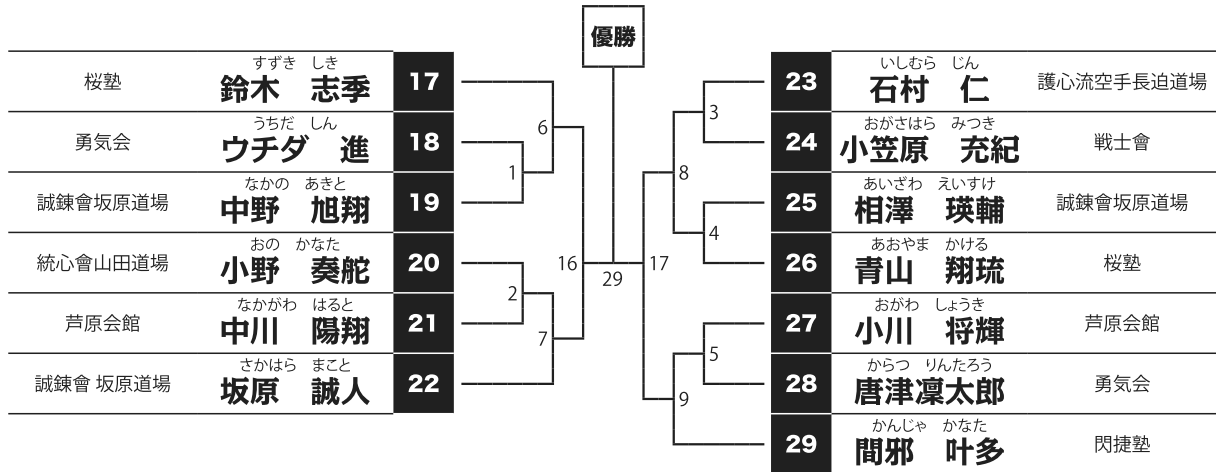 優勝
すずき　しき
桜塾　鈴木　志季　17
うちだ　しん
勇気会　ウチダ　進　18
なかの　あきと
誠錬會坂原道場　中野　旭翔　19
おの　かなた
統心會山田道場　小野　奏舵　20
なかがわ　はると
芦原会館　中川　陽翔　21
さかはら　まこと
誠錬會 坂原道場　坂原　誠人　22
6
1
16
2
7
29
17
3
8
4
5
9
いしむら　じん
23　石村　仁　護心流空手長迫道場
おがさはら　みつき
24　小笠原　充紀　戦士會
あいざわ　えいすけ
25　相澤　瑛輔　誠錬會坂原道場
あおやま　かける
26　青山　翔琉　桜塾
おがわ　しょうき
27　小川　将輝　芦原会館
からつ　りんたろう
28　唐津凜太郎　勇気会
かんじゃ　かなた
29　間邪　叶多　閃捷塾